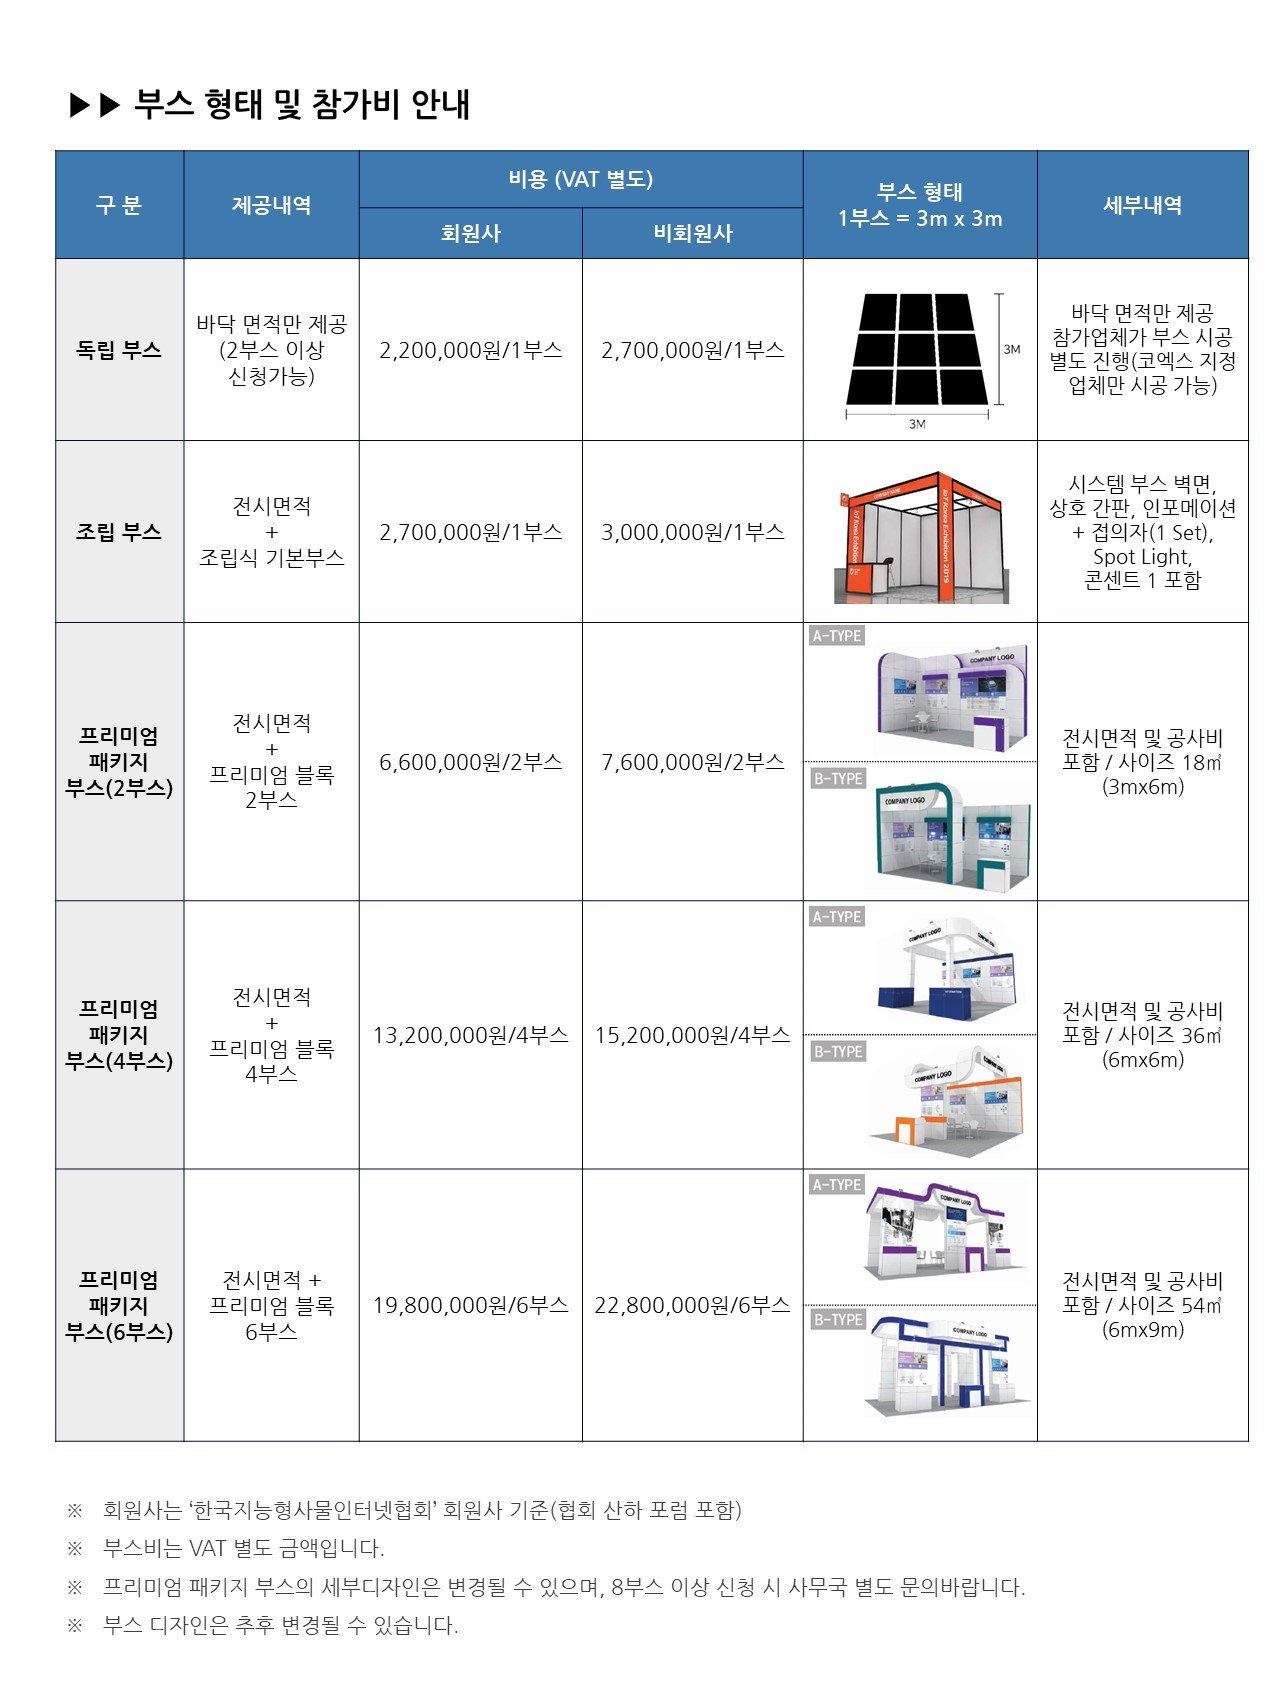 ▶▶ 부스 형태 및 참가비 안내
구 분
제공내역
비용 (VAT 별도)
회원사
비회원사
부스 형태
1부스 = 3m x 3m
세부내역
독립 부스
바닥 면적만 제공
(2부스 이상
신청가능)
2,200,000원/1부스
2,700,000원/1부스
3M
3M
바닥 면적만 제공
참가업체가 부스 시공
별도 진행(코엑스 지정
업체만 시공 가능)
조립 부스
전시면적
+
조립식 기본부스
2,700,000원/1부스
3,000,000원/1부스
IoT Korea Exhibition
IoT Korea Exhibition 2019
시스템 부스 벽면,
상호 간판, 인포메이션
+ 접의자(1 Set),
Spot Light,
콘센트 1 포함
프리미엄
패키지
부스(2부스)
전시면적
+
프리미엄 블록
2부스
6,600,000원/2부스
7,600,000원/2부스
A-TYPE
COMPANY LOGO
B-TYPE
COMPANY LOGO
전시면적 및 공사비
포함 / 사이즈 18㎡
(3mx6m)
프리미엄
패키지
부스(4부스)
전시면적
+
프리미엄 블록
4부스
13,200,000원/4부스
15,200,000원/4부스
A-TYPE
COMPANY LOGO
COMPANY LOGO
B-TYPE
COMPANY LOGO
전시면적 및 공사비
포함 / 사이즈 36㎡
(6mx6m)
프리미엄
패키지
부스(6부스)
전시면적 +
프리미엄 블록
6부스
19,800,000원/6부스
22,800,000원/6부스
A-TYPE
COMPANY LOGO
B-TYPE
COMPANY LOGO
전시면적 및 공사비
포함 / 사이즈 54㎡
(6mx9m)
※ 회원사는 ‘한국지능형사물인터넷협회’ 회원사 기준(협회 산하 포럼 포함)
※ 부스비는 VAT 별도 금액입니다.
※ 프리미엄 패키지 부스의 세부디자인은 변경될 수 있으며, 8부스 이상 신청 시 사무국 별도 문의바랍니다.
※ 부스 디자인은 추후 변경될 수 있습니다.